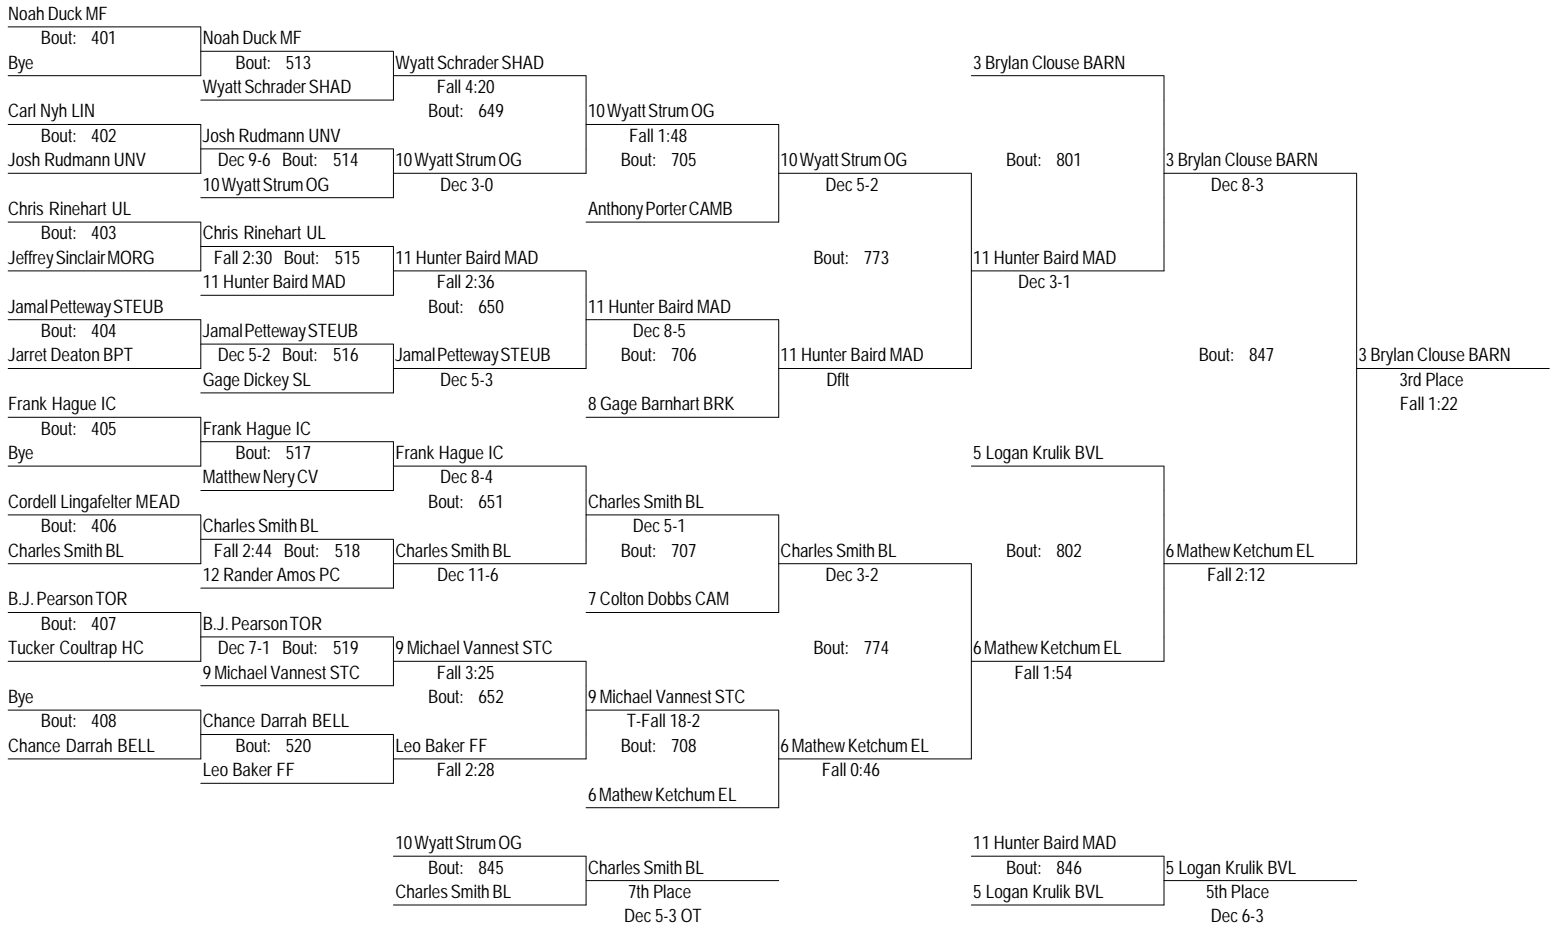 Noah Duck MF
Bout: 401
Bye
Carl Nyh LIN
Bout: 402
Josh Rudmann UNV
Chris Rinehart UL
Bout: 403
Jeffrey Sinclair MORG
Jamal Petteway STEUB
Bout: 404
Jarret Deaton BPT
Frank Hague IC
Bout: 405
Bye
Cordell Lingafelter MEAD
Bout: 406
Charles Smith BL
B.J. Pearson TOR
Bout: 407
Tucker Coultrap HC
Bye
Bout: 408
Chance Darrah BELL
Noah Duck MF
Bout: 513
Wyatt Schrader SHAD
Josh Rudmann UNV
Dec 9-6 Bout: 514
10 Wyatt Strum OG
Chris Rinehart UL
Fall 2:30 Bout: 515
11 Hunter Baird MAD
Jamal Petteway STEUB
Dec 5-2 Bout: 516
Gage Dickey SL
Frank Hague IC
Bout: 517
Matthew Nery CV
Charles Smith BL
Fall 2:44 Bout: 518
12 Rander Amos PC
B.J. Pearson TOR
Dec 7-1 Bout: 519
9 Michael Vannest STC
Chance Darrah BELL
Bout: 520
Leo Baker FF
Wyatt Schrader SHAD
Fall 4:20
Bout: 649
10 Wyatt Strum OG
Dec 3-0
11 Hunter Baird MAD
Fall 2:36
Bout: 650
Jamal Petteway STEUB
Dec 5-3
Frank Hague IC
Dec 8-4
Bout: 651
Charles Smith BL
Dec 11-6
9 Michael Vannest STC
Fall 3:25
Bout: 652
Leo Baker FF
Fall 2:28
10 Wyatt Strum OG
Fall 1:48
Bout: 705
Anthony Porter CAMB
11 Hunter Baird MAD
Dec 8-5
Bout: 706
8 Gage Barnhart BRK
Charles Smith BL
Dec 5-1
Bout: 707
7 Colton Dobbs CAM
9 Michael Vannest STC
T-Fall 18-2
Bout: 708
6 Mathew Ketchum EL
10 Wyatt Strum OG
Dec 5-2
Bout: 773
11 Hunter Baird MAD
Dflt
Charles Smith BL
Dec 3-2
Bout: 774
6 Mathew Ketchum EL
Fall 0:46
3 Brylan Clouse BARN
Bout: 801
11 Hunter Baird MAD
Dec 3-1
5 Logan Krulik BVL
Bout: 802
6 Mathew Ketchum EL
Fall 1:54
3 Brylan Clouse BARN
Dec 8-3
Bout: 847
6 Mathew Ketchum EL
Fall 2:12
3 Brylan Clouse BARN
3rd Place
Fall 1:22
10 Wyatt Strum OG
Bout: 845
Charles Smith BL
Charles Smith BL
7th Place
Dec 5-3 OT
11 Hunter Baird MAD
Bout: 846
5 Logan Krulik BVL
5 Logan Krulik BVL
5th Place
Dec 6-3